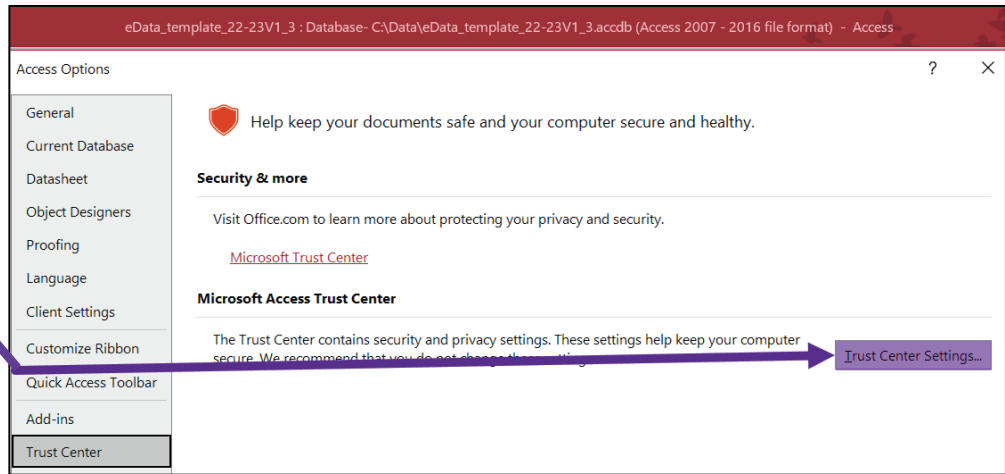 eData_template_22-23V1_3 : Database- C:\Data\eData_template_22-23V1_3.accdb (Access 2007 - 2016 file format) - Access
Access Options ? ×
General
Current Database
Datasheet
Object Designers
Proofing
Language
Client Settings
Customize Ribbon
Quick Access Toolbar
Add-ins
Trust Center
Help keep your documents safe and your computer secure and healthy.
Security & more
Visit Office.com to learn more about protecting your privacy and security.
Microsoft Trust Center
Microsoft Access Trust Center
The Trust Center contains security and privacy settings. These settings help keep your computer
secure. We recommend that you do not change these
Trust Center Settings...